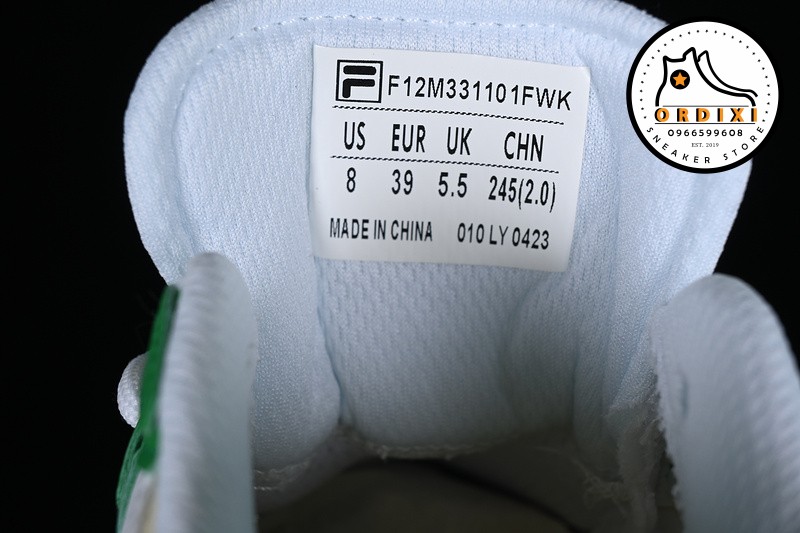 F12M331101FWK
US EUR UK CHN
8 39 5.5 245(2.0)
MADE IN CHINA 010 LY 0423
ORDIXI
0966599608
SNEAKER STORE
EST. 2019